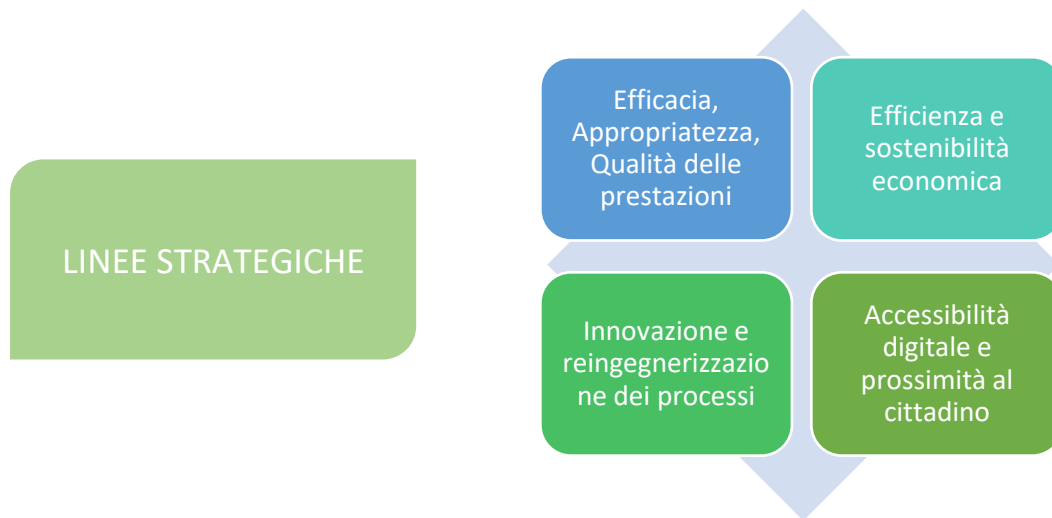 LINEE STRATEGICHE
Efficacia,
Appropriatezza,
Qualità delle
prestazioni
Efficienza e
sostenibilità
economica
Innovazione e
reingegnerizzazio
ne dei processi
Accessibilità
digitale e
prossimità al
cittadino